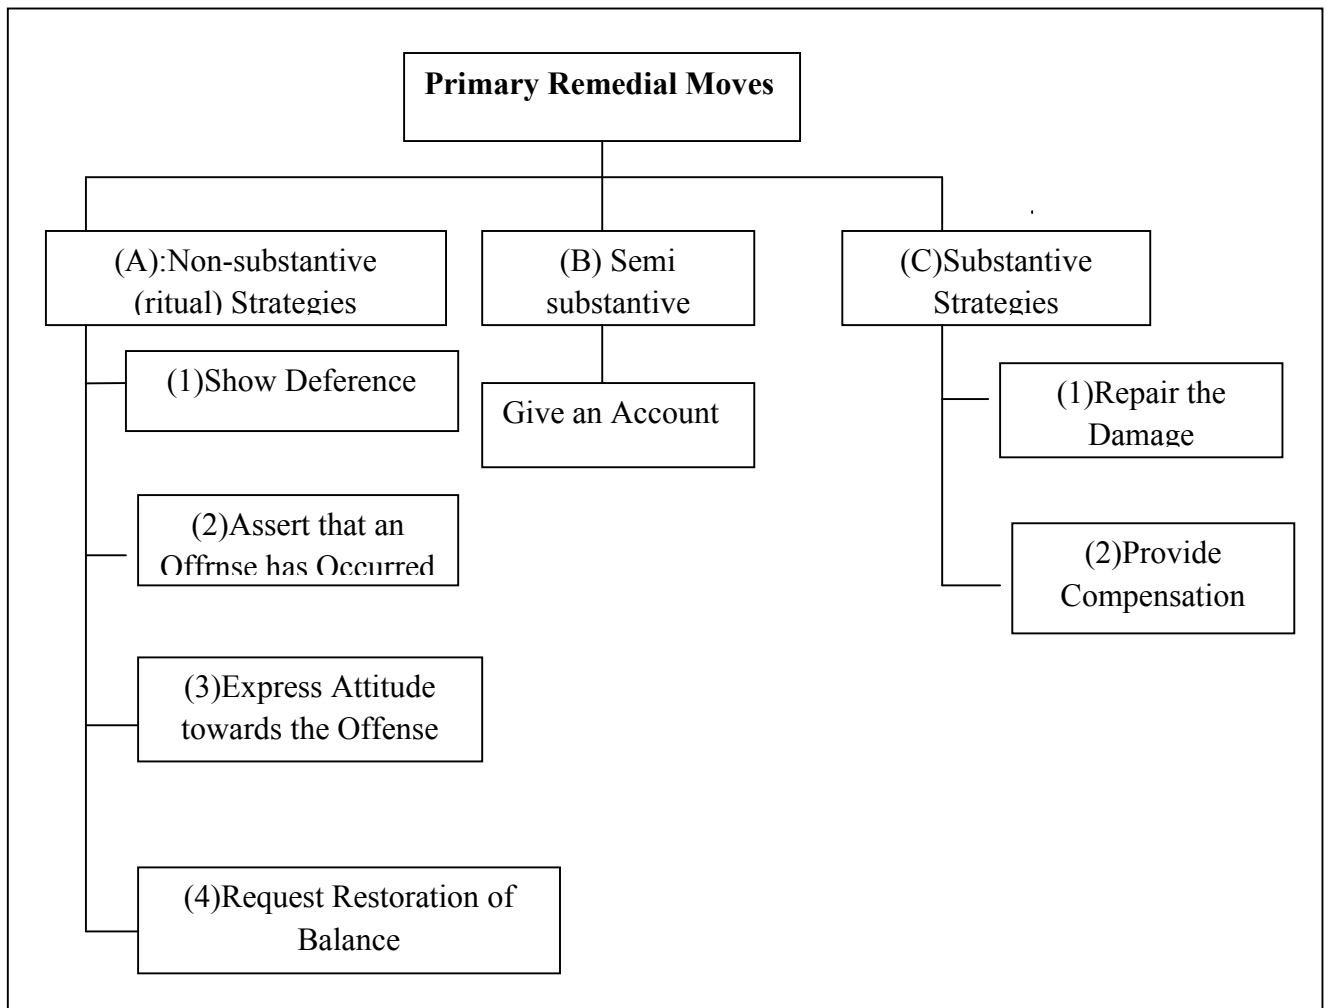 Primary Remedial Moves
(A):Non-substantive
(ritual) Strategies
(1)Show Deference
(2)Assert that an
Offrnse has Occurred
(3)Express Attitude
towards the Offense
(4)Request Restoration of
Balance
(B) Semi
substantive
Give an Account
(C)Substantive
Strategies
(1)Repair the
Damage
(2)Provide
Compensation